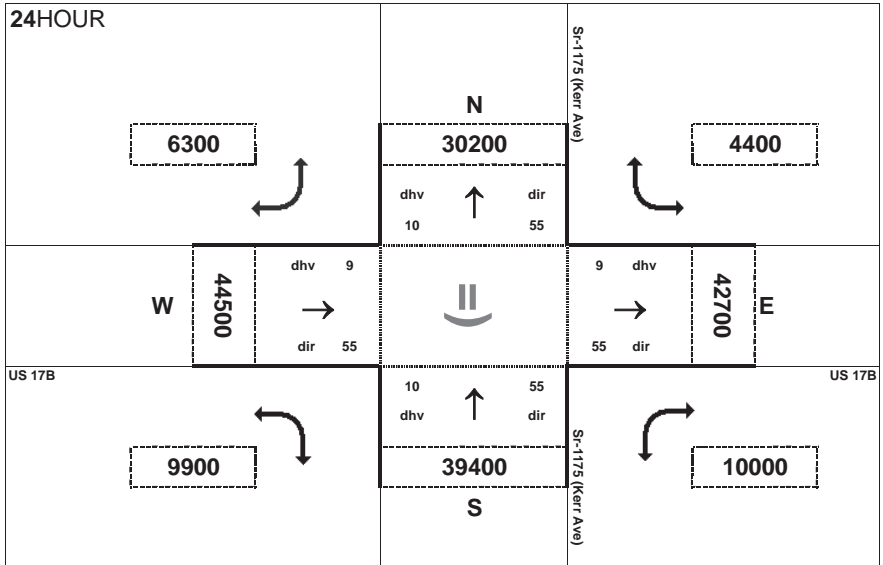 24HOUR
Sr-1175 (Kerr Ave)
N
6300
30200
4400
dhv
dir
10
55
dhv 9
9 dhv
W
44500
42700
E
dir 55
55 dir
US 17B
US 17B
10
55
dhv
dir
Sr-1175 (Kerr Ave)
9900
39400
10000
S